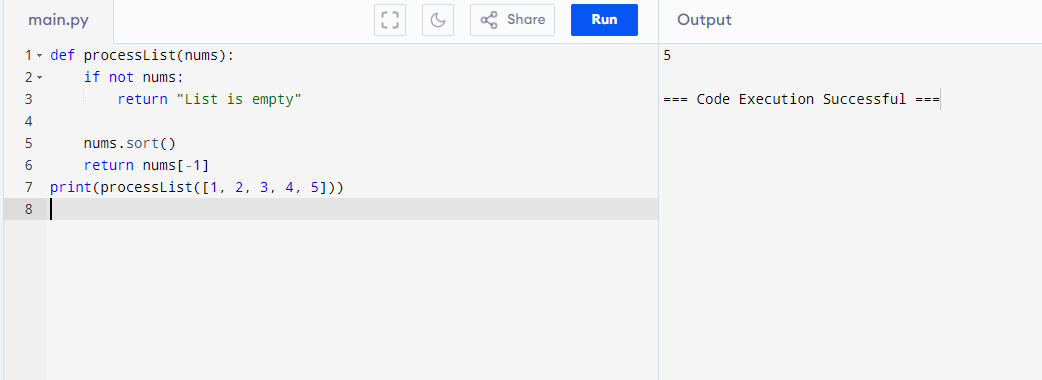 main.py Share Run Output
1 def processList(nums):
2 if not nums:
3 return "List is empty"
4
5 nums.sort()
6 return nums[-1]
7 print(processList([1, 2, 3, 4, 5]))
8
5
=== Code Execution Successful ===